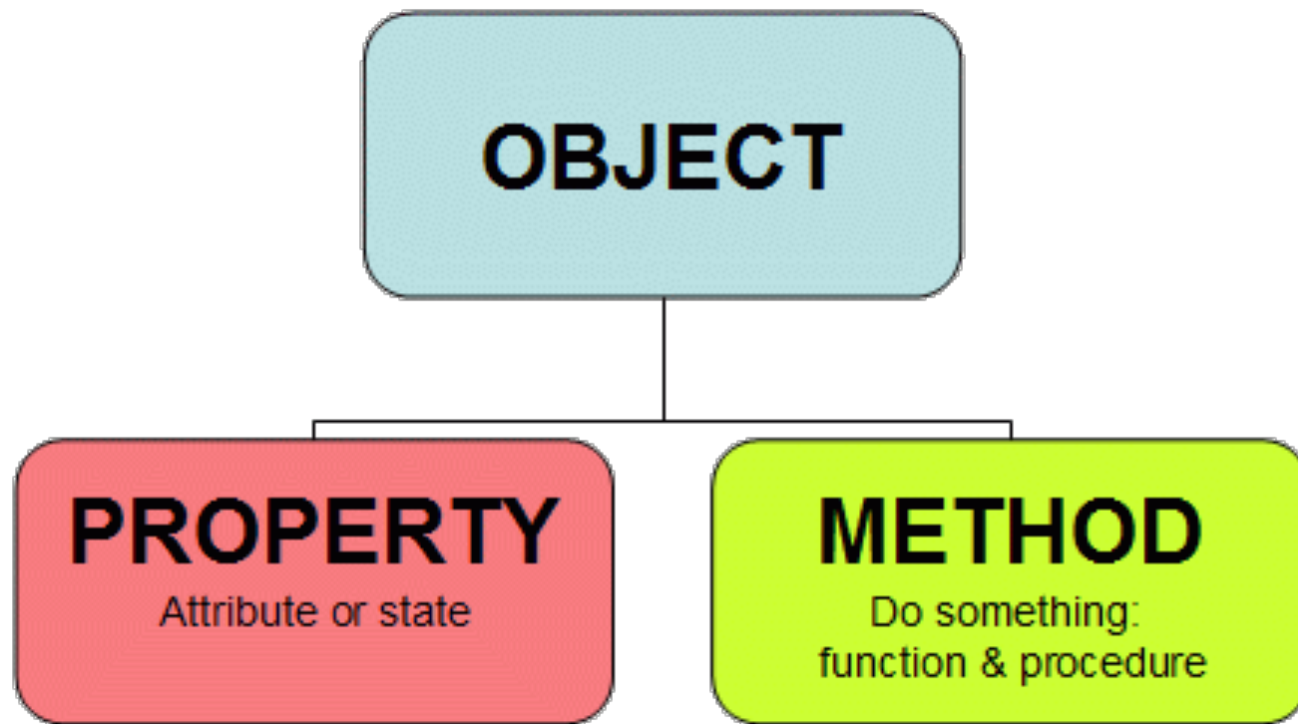 OBJECT
PROPERTY
Attribute or state
METHOD
Do something:
function & procedure